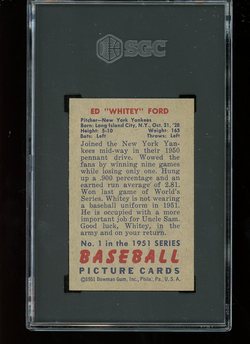 SGC
ED "WHITEY" FORD
Pitcher—New York Yankees
Born: Long Island City, N.Y. Oct. 21, '28
Height: 5-10 Weight: 165
Bats: Left Throws: Left
Joined the New York Yan-
kees mid-way in their 1950
pennant drive. Wowed the
fans by winning nine games
while losing only one. Hung
up a .900 percentage and an
earned run average of 2.81.
Won last game of World's
Series. Whitey is not wearing
a baseball uniform in 1951.
He is occupied with a more
important job for Uncle Sam.
Good luck, Whitey, in the
army and on your return.
No. 1 in the 1951 SERIES
BASEBALL
PICTURE CARDS
©1951 Bowman Gum, Inc., Phila., Pa., U.S.A.